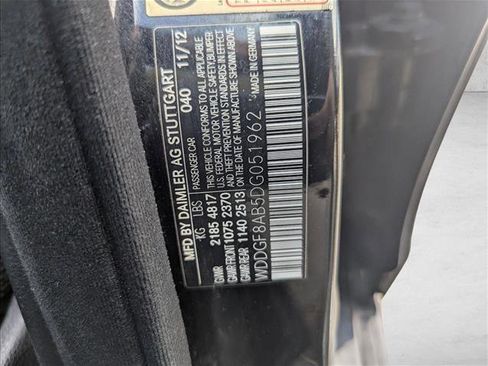 MFD. BY DAIMLER AG STUTTGART
040 11/12
PASSENGER CAR
THIS VEHICLE CONFORMS TO ALL APPLICABLE
U.S. FEDERAL MOTOR VEHICLE SAFETY, BUMPER
AND THEFT PREVENTION STANDARDS IN EFFECT
ON THE DATE OF MANUFACTURE SHOWN ABOVE
KG LBS
GVWR 2185 4817
GAWR FRONT 1075 2370
GAWR REAR 1140 2513
WDDGF8AB5DG051962
MADE IN GERMANY